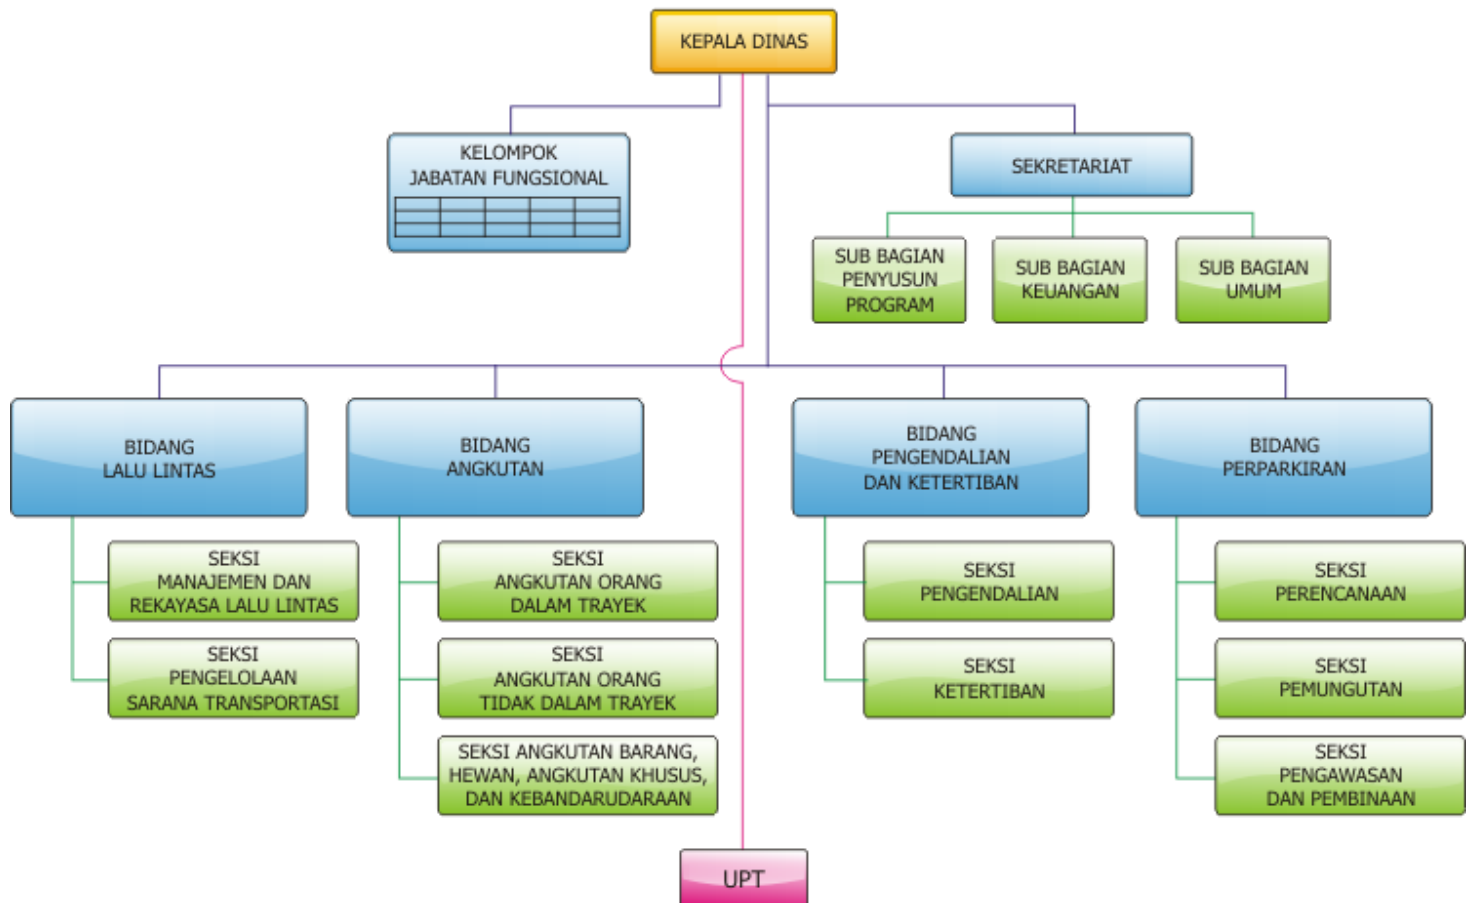 KEPALA DINAS
KELOMPOK
JABATAN FUNGSIONAL
SEKRETARIAT
SUB BAGIAN
PENYUSUN
PROGRAM
SUB BAGIAN
KEUANGAN
SUB BAGIAN
UMUM
BIDANG
LALU LINTAS
BIDANG
ANGKUTAN
BIDANG
PENGENDALIAN
DAN KETERTIBAN
BIDANG
PERPARKIRAN
SEKSI
MANAJEMEN DAN
REKAYASA LALU LINTAS
SEKSI
PENGELOLAAN
SARANA TRANSPORTASI
SEKSI
ANGKUTAN ORANG
DALAM TRAYEK
SEKSI
ANGKUTAN ORANG
TIDAK DALAM TRAYEK
SEKSI ANGKUTAN BARANG,
HEWAN, ANGKUTAN KHUSUS,
DAN KEBANDARUDARAAN
SEKSI
PENGENDALIAN
SEKSI
KETERTIBAN
SEKSI
PERENCANAAN
SEKSI
PEMUNGUTAN
SEKSI
PENGAWASAN
DAN PEMBINAAN
UPT